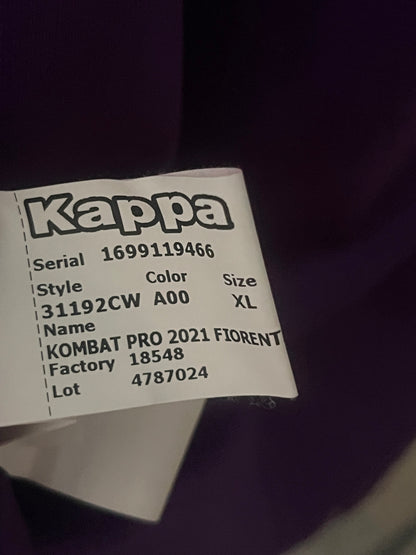 Kappa
Serial 1699119466
Style Color Size
31192CW A00 XL
Name
KOMBAT PRO 2021 FIORENT
Factory 18548
Lot 4787024